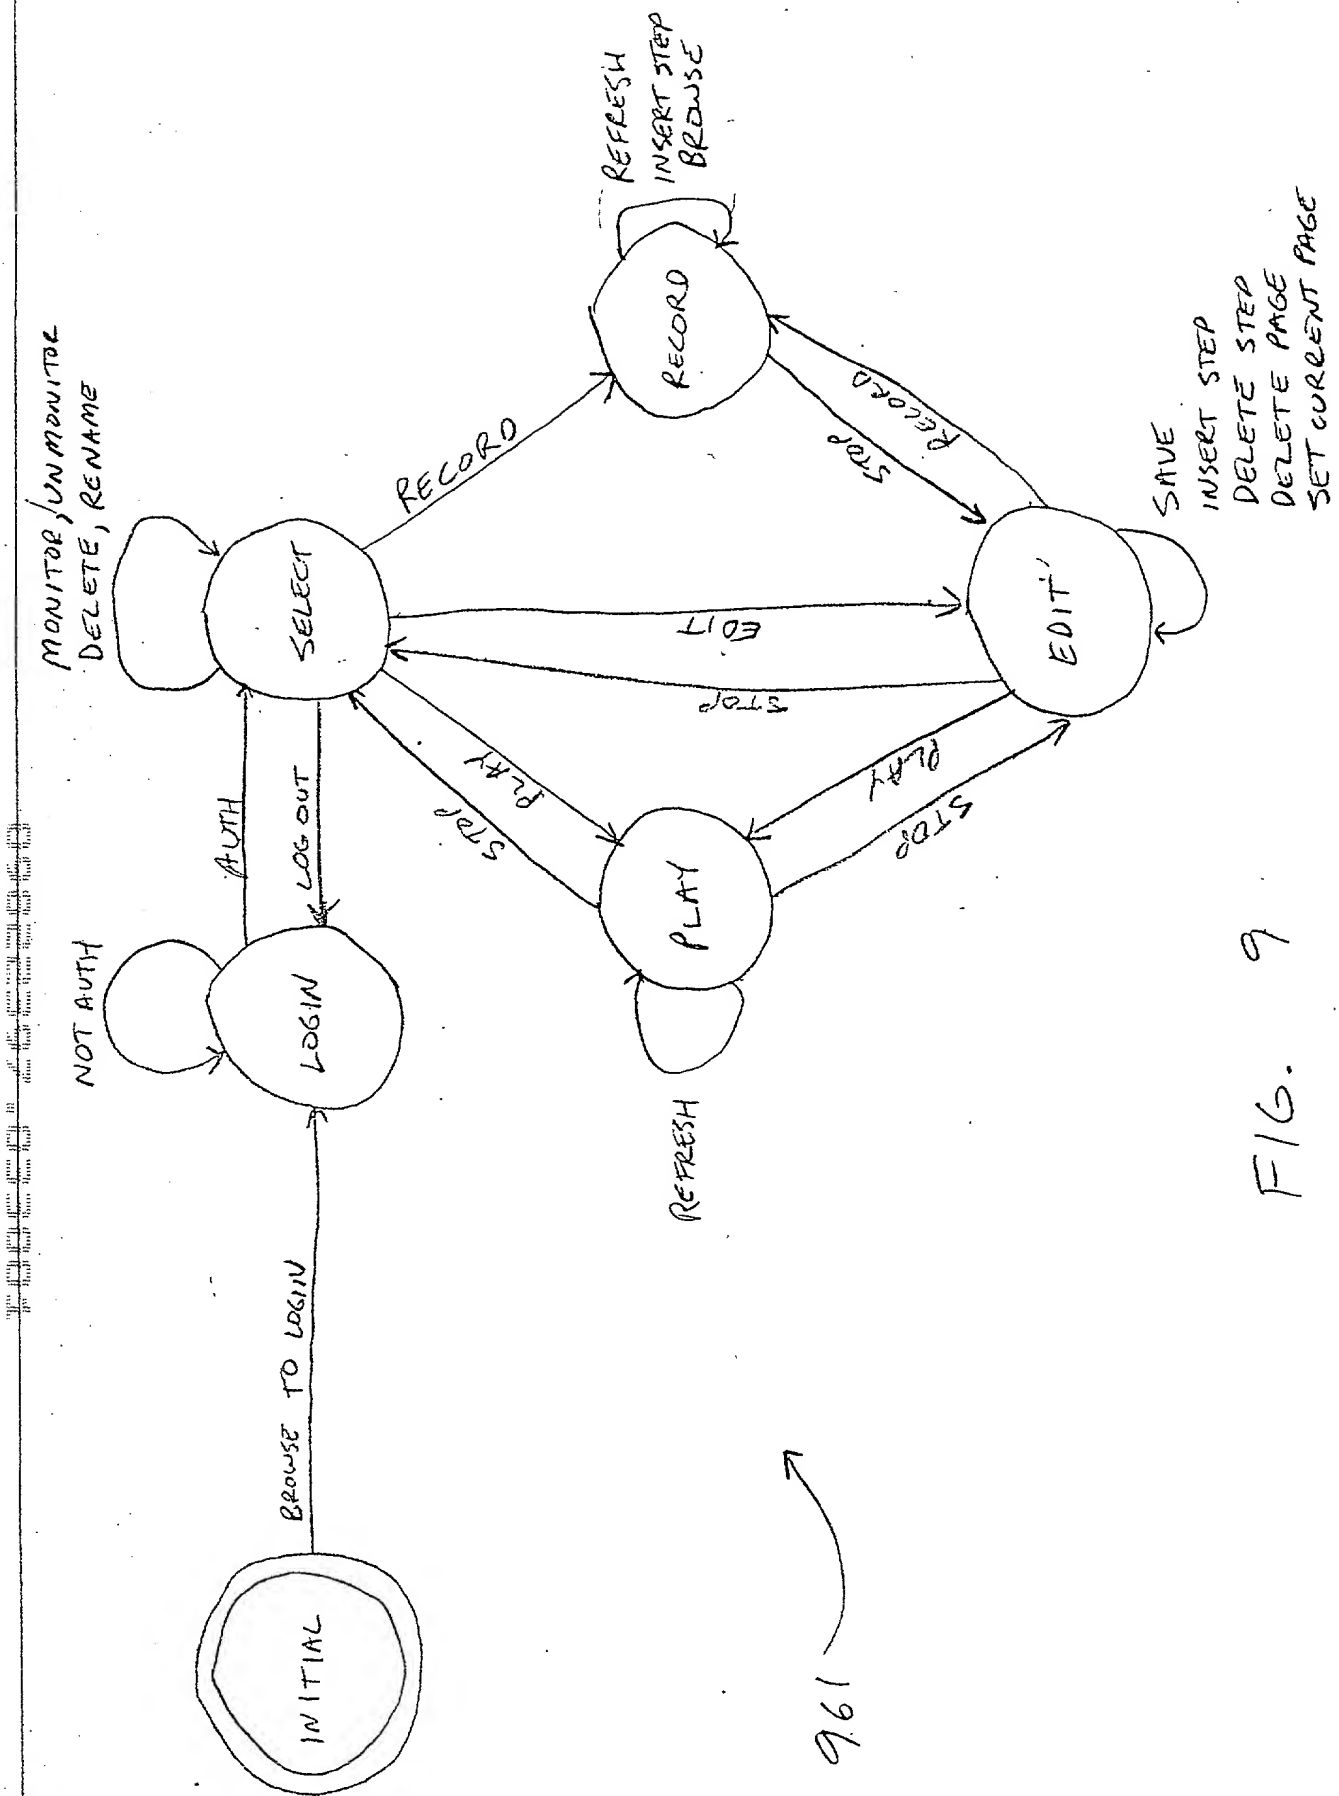 MONITOR, /UNMONITOR
DELETE, RENAME
NOT AUTH
AUTH
LOGOUT
BROWSE TO LOGIN
INITIAL
LOGIN
SELECT
RECORD
REFRESH
INSERT STEP
BROWSE
RECORD
STOP
PLAY
EDIT
STOP
STOP
RECORD
REFRESH
PLAY
PLAY
STOP
EDIT
SAVE
INSERT STEP
DELETE STEP
DELETE PAGE
SET CURRENT PAGE
961
FIG. 9